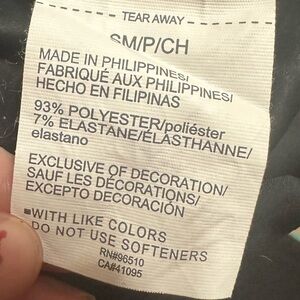 TEAR AWAY
SM/P/CH
MADE IN PHILIPPINES/
FABRIQUÉ AUX PHILIPPINES/
HECHO EN FILIPINAS
93% POLYESTER/poliéster
7% ELASTANE/ÉLASTHANNE/
elastano
EXCLUSIVE OF DECORATION/
SAUF LES DÉCORATIONS/
EXCEPTO DECORACIÓN
WITH LIKE COLORS
DO NOT USE SOFTENERS
RN#96510
CA#41095